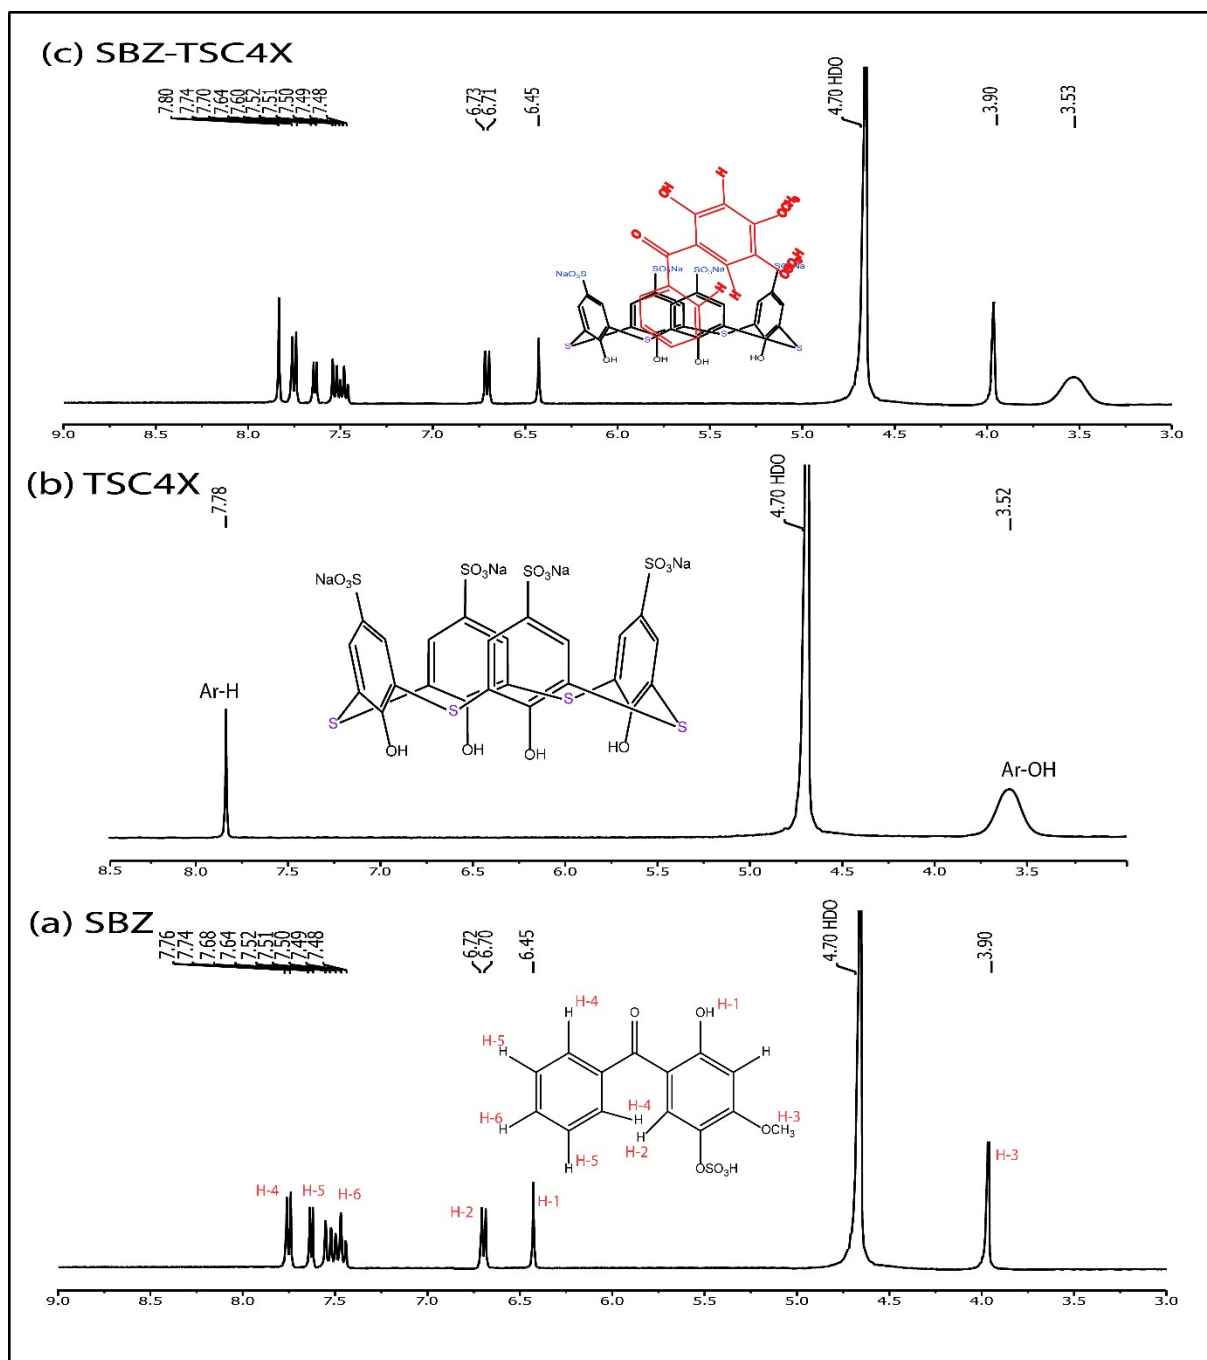 (c) SBZ-TSC4X
7.80
7.74
7.70
7.64
7.60
7.52
7.51
7.50
7.49
7.48
6.73
6.71
6.45
4.70 HDO
3.90
3.53
OH
H
OCH₃
O
OSO₃H
H
H
NaO₃S
SO₃Na
SO₃Na
SO₃Na
S
S
S
S
OH
OH
OH
HO
9.0 8.5 8.0 7.5 7.0 6.5 6.0 5.5 5.0 4.5 4.0 3.5 3.0
(b) TSC4X
7.78
4.70 HDO
3.52
NaO₃S
SO₃Na
SO₃Na
SO₃Na
Ar-H
S
S
S
S
OH
OH
OH
HO
Ar-OH
8.5 8.0 7.5 7.0 6.5 6.0 5.5 5.0 4.5 4.0 3.5
(a) SBZ
7.76
7.74
7.68
7.64
7.52
7.51
7.50
7.49
7.48
6.72
6.70
6.45
4.70 HDO
3.90
H-4
H
O
OH
H-1
H-5
H
H
H-6
H
H-4
H
H-3
OCH₃
H
H-2
H
H-5
OSO₃H
H-4
H-5
H-6
H-2
H-1
H-3
9.0 8.5 8.0 7.5 7.0 6.5 6.0 5.5 5.0 4.5 4.0 3.5 3.0